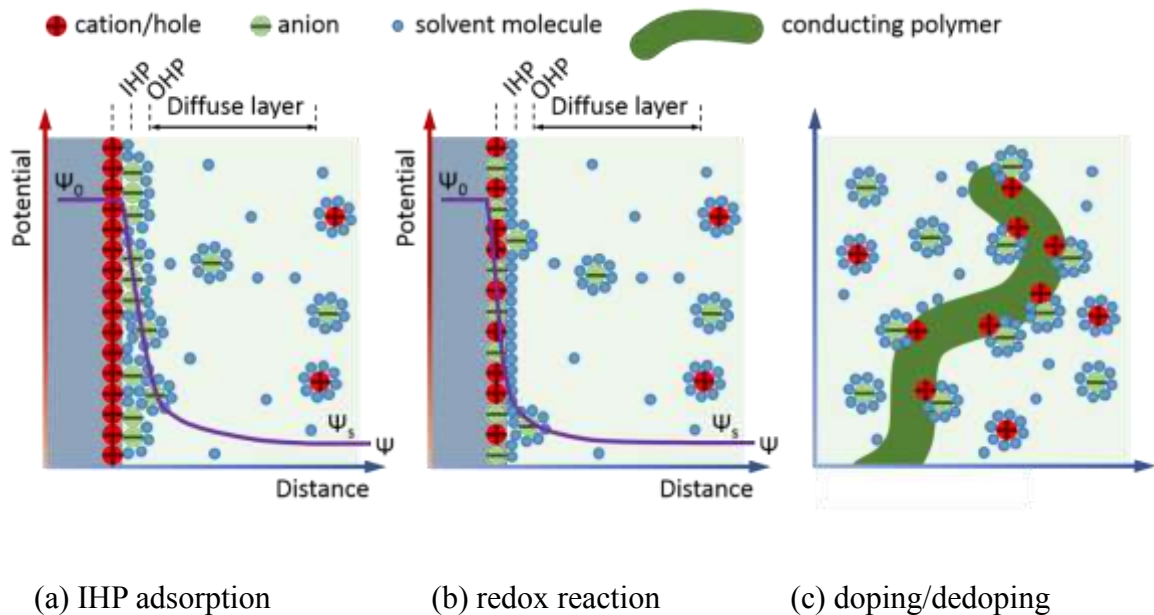 cation/hole anion solvent molecule conducting polymer
IHP OHP Diffuse layer IHP OHP Diffuse layer
Potential Ψ0 Ψs Ψ Potential Ψ0 Ψs Ψ
Distance Distance
(a) IHP adsorption (b) redox reaction (c) doping/dedoping